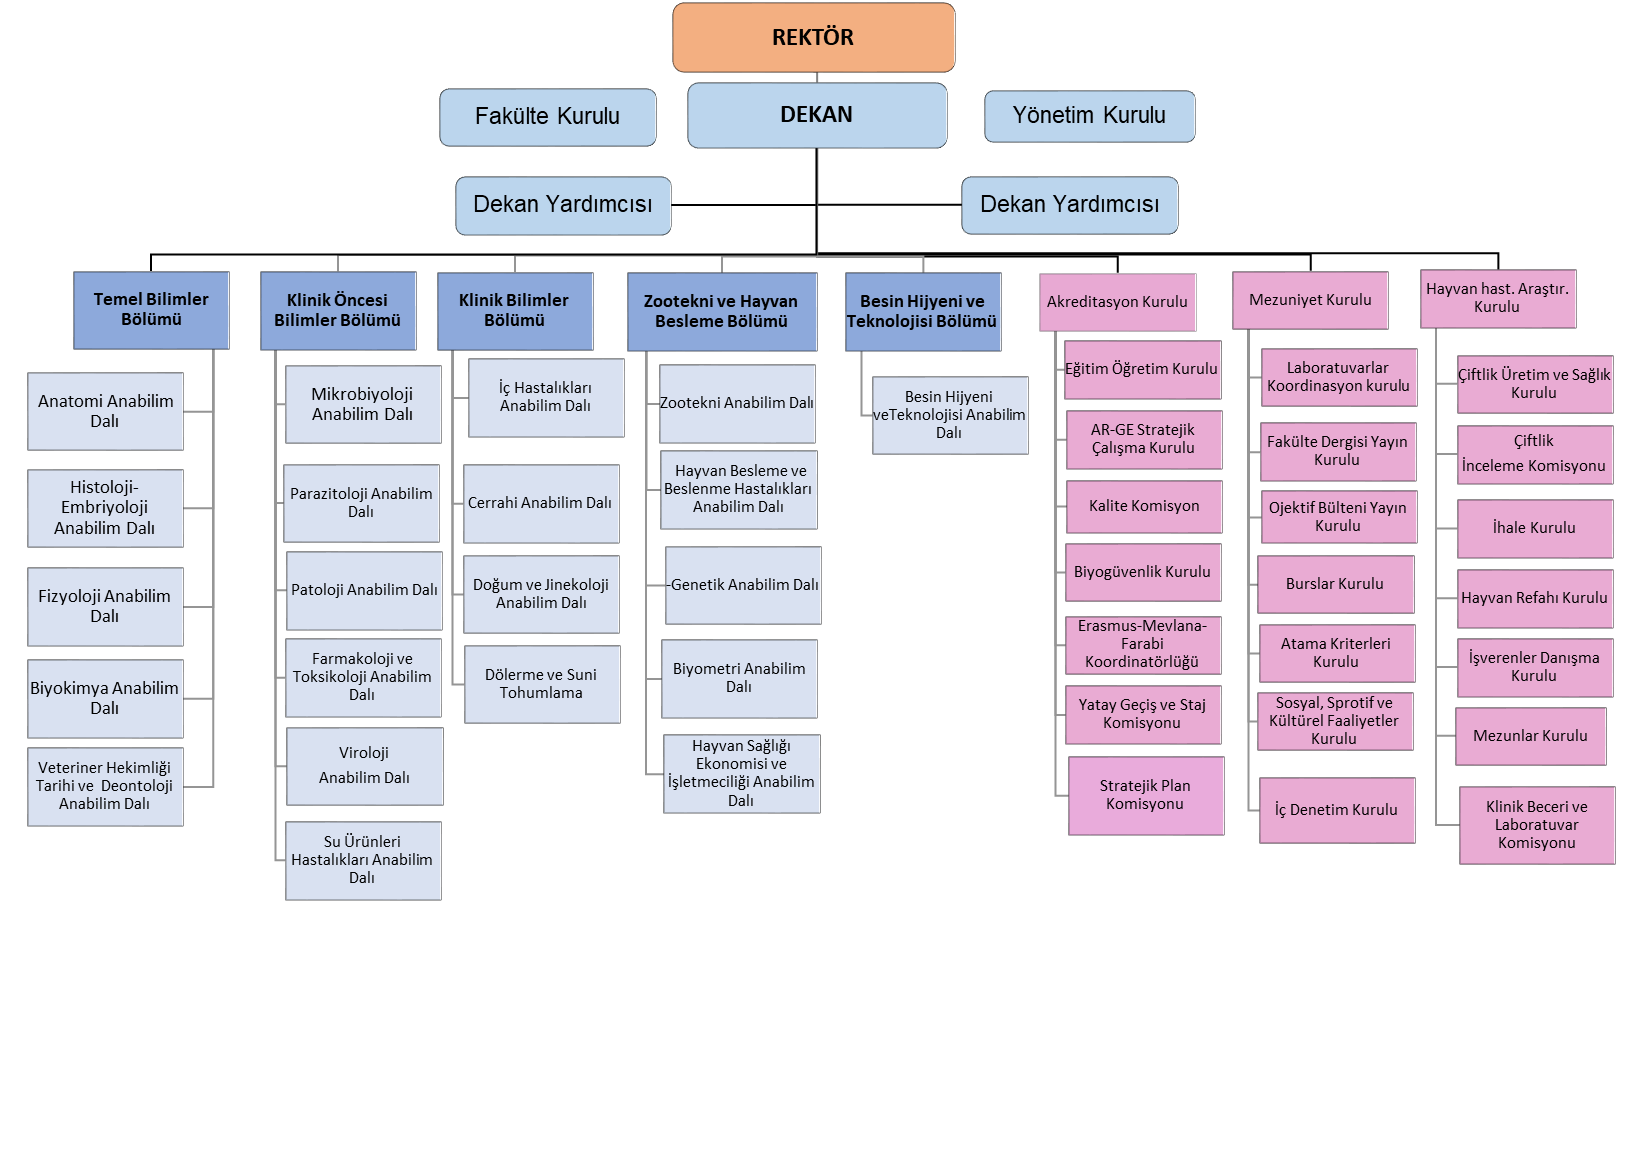 REKTÖR
Fakülte Kurulu
DEKAN
Yönetim Kurulu
Dekan Yardımcısı
Dekan Yardımcısı
Temel Bilimler
Bölümü
Anatomi Anabilim
Dalı
Histoloji-
Embriyoloji
Anabilim Dalı
Fizyoloji Anabilim
Dalı
Biyokimya Anabilim
Dalı
Veteriner Hekimliği
Tarihi ve Deontoloji
Anabilim Dalı
Klinik Öncesi
Bilimler Bölümü
Mikrobiyoloji
Anabilim Dalı
Parazitoloji Anabilim
Dalı
Patoloji Anabilim Dalı
Farmakoloji ve
Toksikoloji Anabilim
Dalı
Viroloji
Anabilim Dalı
Su Ürünleri
Hastalıkları Anabilim
Dalı
Klinik Bilimler
Bölümü
İç Hastalıkları
Anabilim Dalı
Cerrahi Anabilim Dalı
Doğum ve Jinekoloji
Anabilim Dalı
Dölerme ve Suni
Tohumlama
Zootekni ve Hayvan
Besleme Bölümü
Zootekni Anabilim Dalı
Hayvan Besleme ve
Beslenme Hastalıkları
Anabilim Dalı
-Genetik Anabilim Dalı
Biyometri Anabilim
Dalı
Hayvan Sağlığı
Ekonomisi ve
İşletmeciliği Anabilim
Dalı
Besin Hijyeni ve
Teknolojisi Bölümü
Besin Hijyeni
veTeknolojisi Anabilim
Dalı
Akreditasyon Kurulu
Eğitim Öğretim Kurulu
AR-GE Stratejik
Çalışma Kurulu
Kalite Komisyon
Biyogüvenlik Kurulu
Erasmus-Mevlana-
Farabi
Koordinatörlüğü
Yatay Geçiş ve Staj
Komisyonu
Stratejik Plan
Komisyonu
Mezuniyet Kurulu
Laboratuvarlar
Koordinasyon kurulu
Fakülte Dergisi Yayın
Kurulu
Ojektif Bülteni Yayın
Kurulu
Burslar Kurulu
Atama Kriterleri
Kurulu
Sosyal, Sprotif ve
Kültürel Faaliyetler
Kurulu
İç Denetim Kurulu
Hayvan hast. Araştır.
Kurulu
Çiftlik Üretim ve Sağlık
Kurulu
Çiftlik
İnceleme Komisyonu
İhale Kurulu
Hayvan Refahı Kurulu
İşverenler Danışma
Kurulu
Mezunlar Kurulu
Klinik Beceri ve
Laboratuvar
Komisyonu